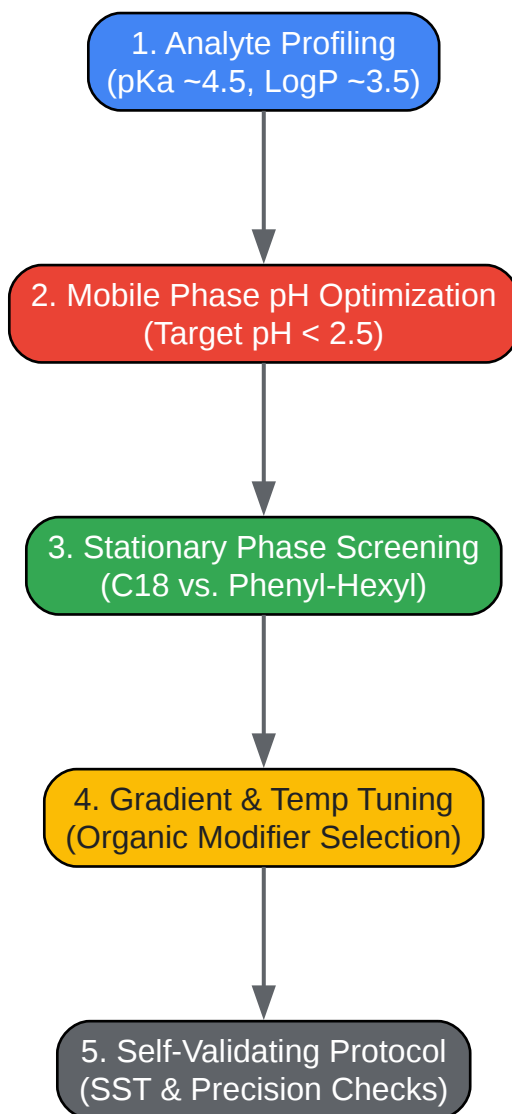 1. Analyte Profiling
(pKa ~4.5, LogP ~3.5)
2. Mobile Phase pH Optimization
(Target pH < 2.5)
3. Stationary Phase Screening
(C18 vs. Phenyl-Hexyl)
4. Gradient & Temp Tuning
(Organic Modifier Selection)
5. Self-Validating Protocol
(SST & Precision Checks)